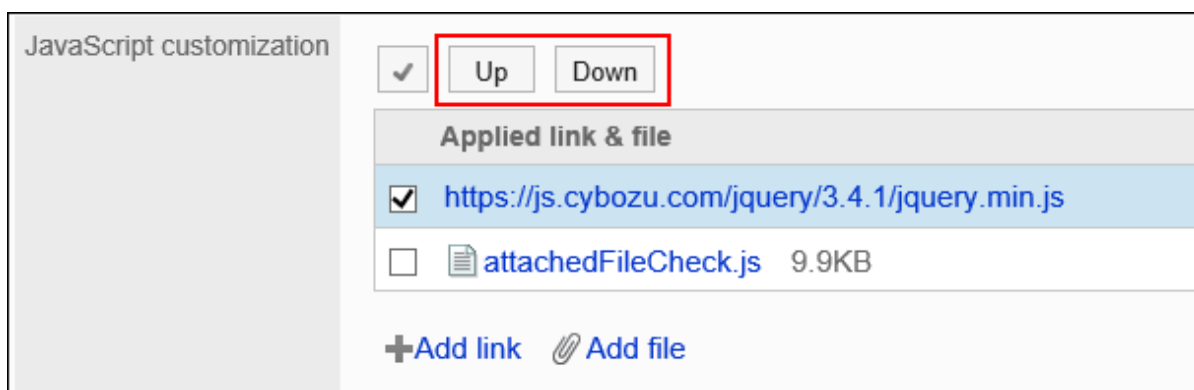 JavaScript customization
Up Down
Applied link & file
https://js.cybozu.com/jquery/3.4.1/jquery.min.js
attachedFileCheck.js 9.9KB
Add link Add file